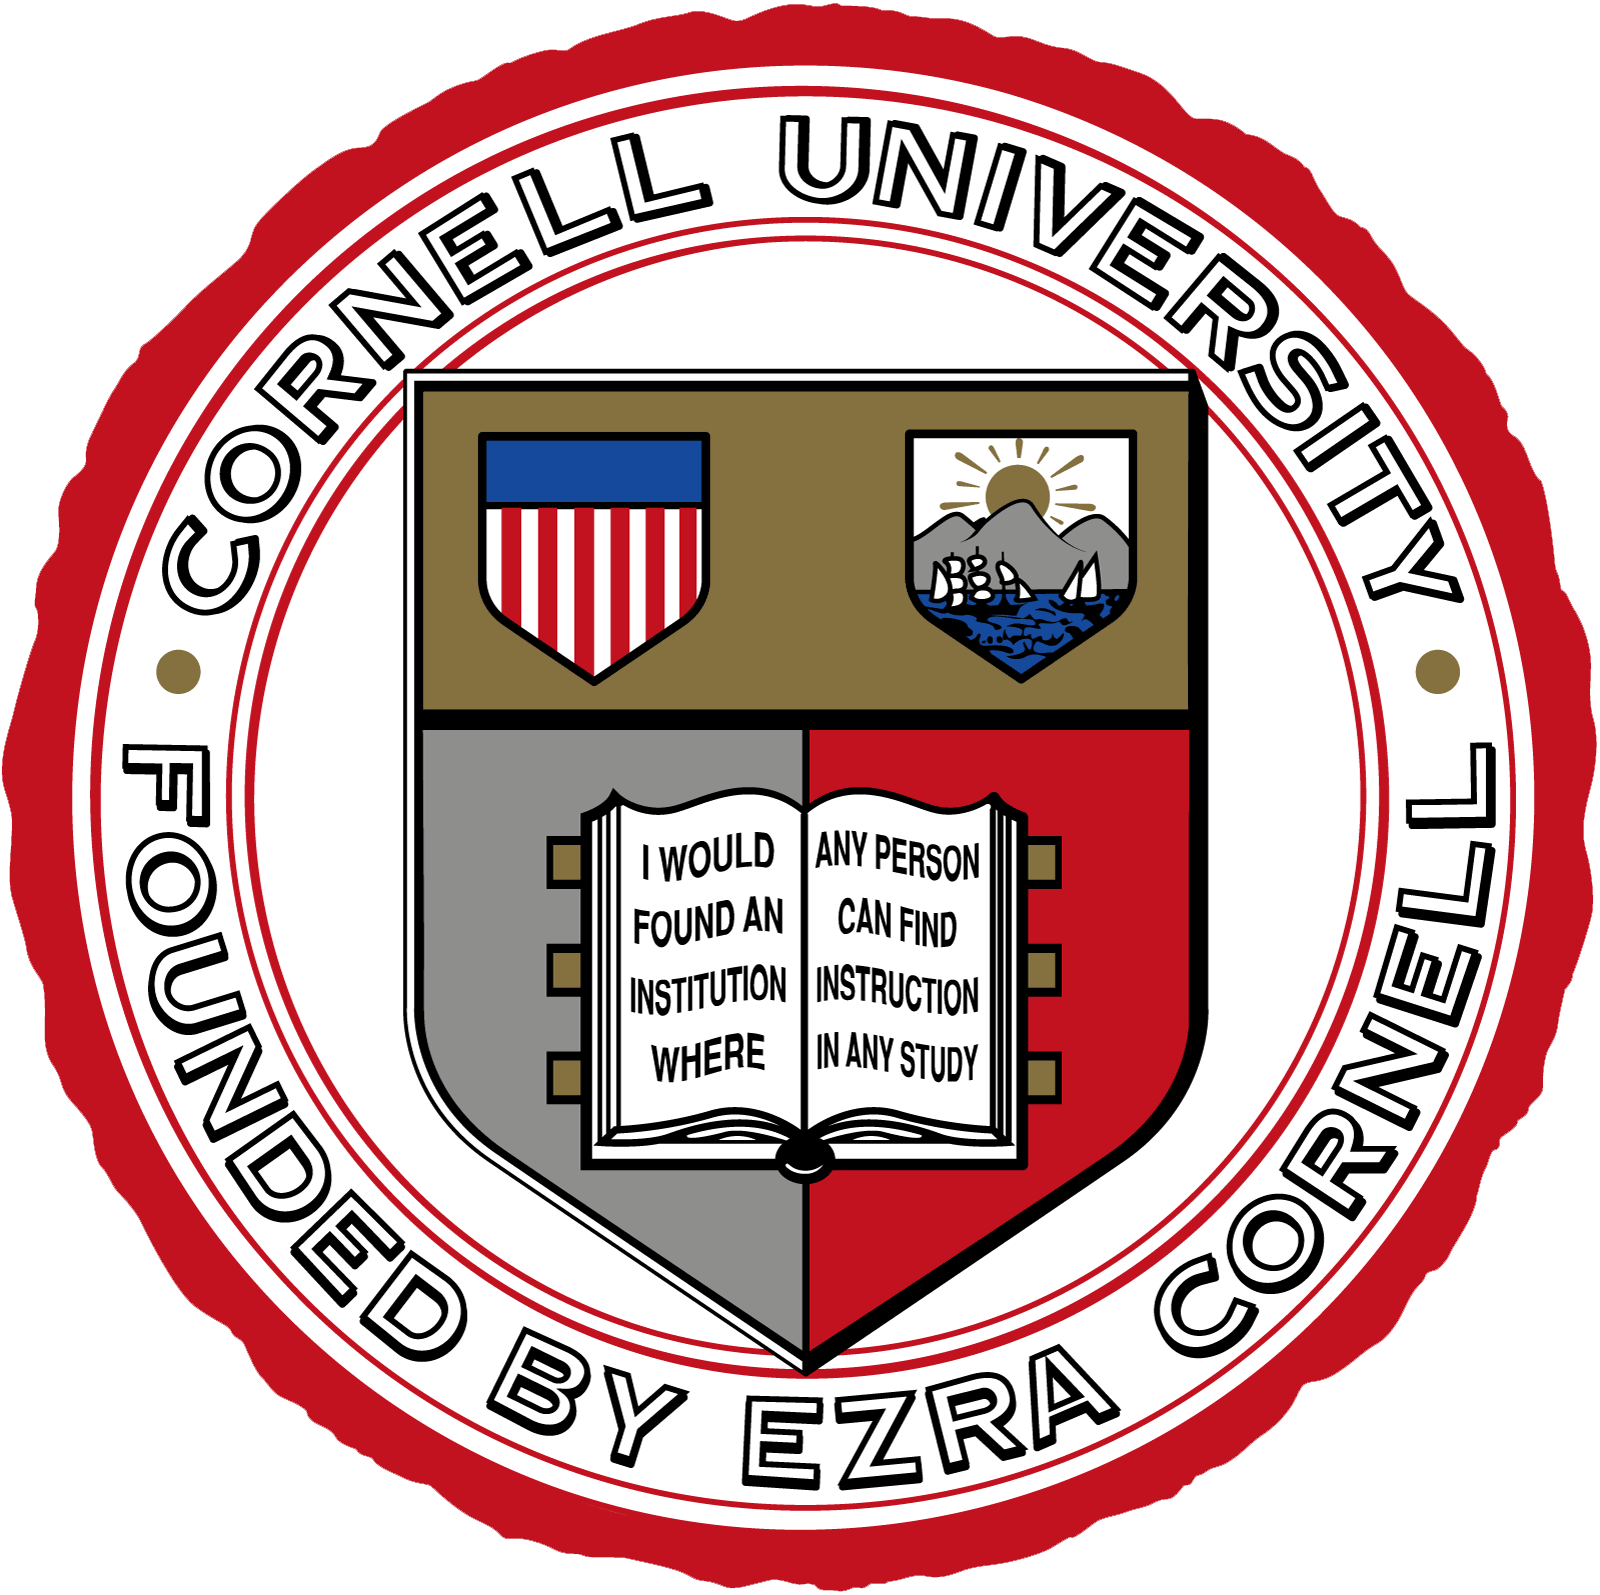 CORNELL UNIVERSITY
I WOULD
FOUND AN
INSTITUTION
WHERE
ANY PERSON
CAN FIND
INSTRUCTION
IN ANY STUDY
FOUNDED BY EZRA CORNELL